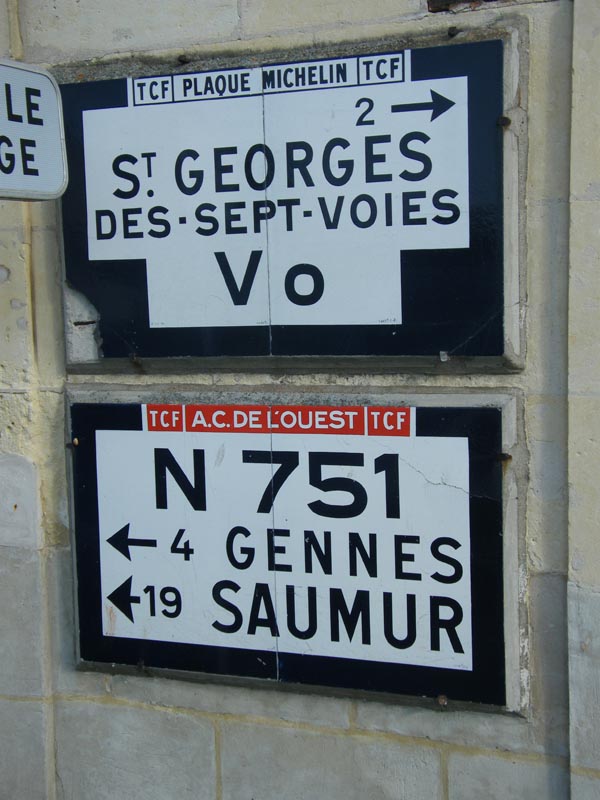 LE
GE
TCF PLAQUE MICHELIN TCF
2 →
ST. GEORGES
DES-SEPT-VOIES
Vo
TCF A.C. DE L'OUEST TCF
N 751
← 4 GENNES
← 19 SAUMUR